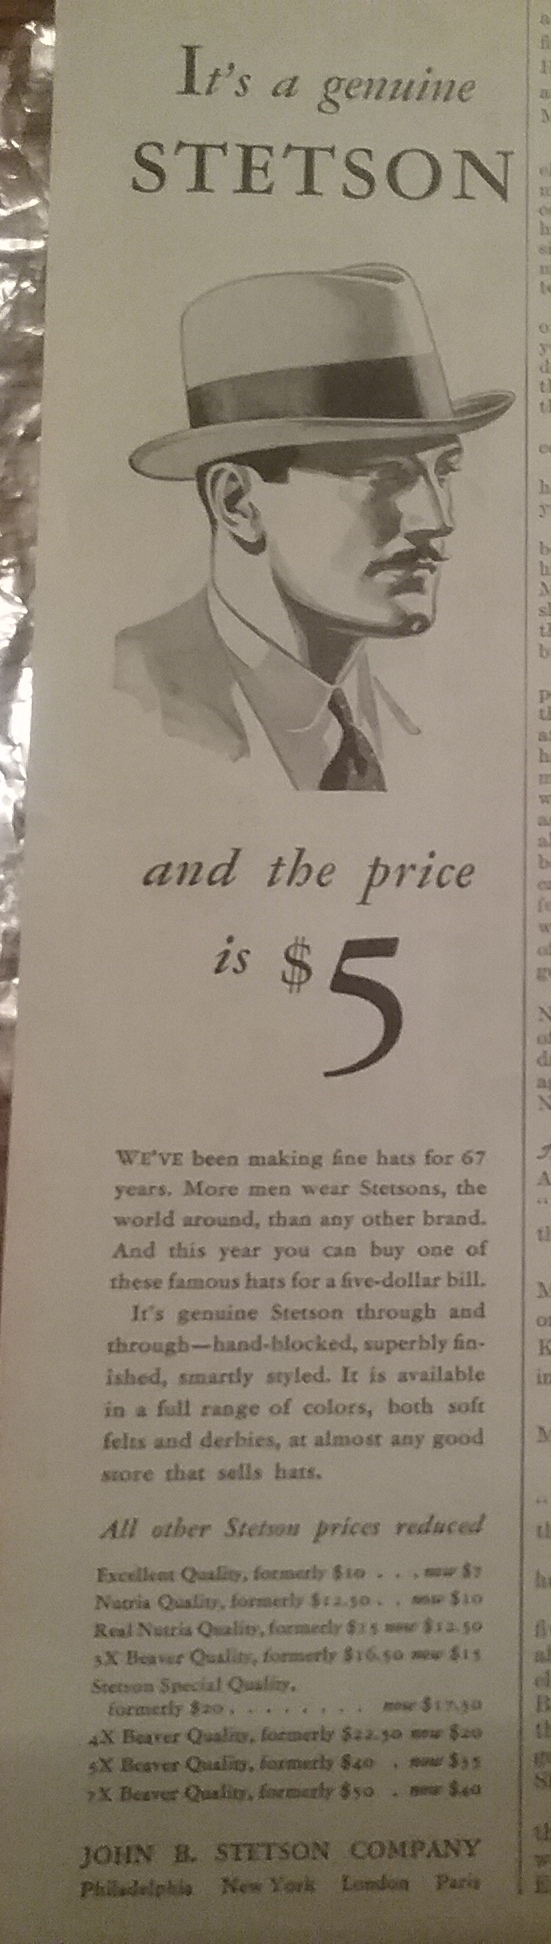 It's a genuine
STETSON
and the price
is $5
WE'VE been making fine hats for 67
years. More men wear Stetsons, the
world around, than any other brand.
And this year you can buy one of
these famous hats for a five-dollar bill.
It's genuine Stetson through and
through—hand-blocked, superbly fin-
ished, smartly styled. It is available
in a full range of colors, both soft
felts and derbies, at almost any good
store that sells hats.
All other Stetson prices reduced
Excellent Quality, formerly $10 . . . now $7
Nutria Quality, formerly $12.50 . . now $10
Real Nutria Quality, formerly $15 now $12.50
3X Beaver Quality, formerly $16.50 now $15
Stetson Special Quality,
formerly $20 . . . . . . . . now $17.50
4X Beaver Quality, formerly $22.50 now $20
5X Beaver Quality, formerly $40 . now $35
7X Beaver Quality, formerly $50 . now $40
JOHN B. STETSON COMPANY
Philadelphia New York London Paris